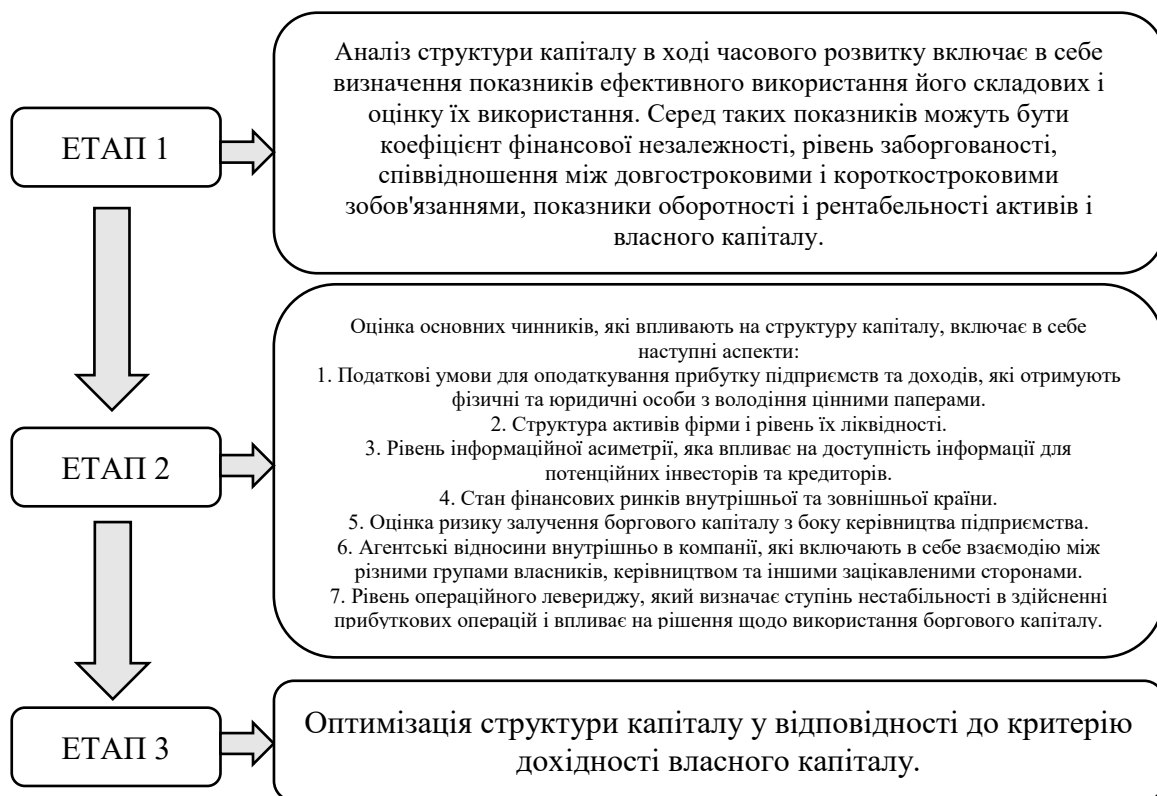 ЕТАП 1
Аналіз структури капіталу в ході часового розвитку включає в себе
визначення показників ефективного використання його складових і
оцінку їх використання. Серед таких показників можуть бути
коефіцієнт фінансової незалежності, рівень заборгованості,
співвідношення між довгостроковими і короткостроковими
зобов'язаннями, показники оборотності і рентабельності активів і
власного капіталу.
ЕТАП 2
Оцінка основних чинників, які впливають на структуру капіталу, включає в себе
наступні аспекти:
1. Податкові умови для оподаткування прибутку підприємств та доходів, які отримують
фізичні та юридичні особи з володіння цінними паперами.
2. Структура активів фірми і рівень їх ліквідності.
3. Рівень інформаційної асиметрії, яка впливає на доступність інформації для
потенційних інвесторів та кредиторів.
4. Стан фінансових ринків внутрішньої та зовнішньої країни.
5. Оцінка ризику залучення боргового капіталу з боку керівництва підприємства.
6. Агентські відносини внутрішньо в компанії, які включають в себе взаємодію між
різними групами власників, керівництвом та іншими зацікавленими сторонами.
7. Рівень операційного левериджу, який визначає ступінь нестабільності в здійсненні
прибуткових операцій і впливає на рішення щодо використання боргового капіталу.
ЕТАП 3
Оптимізація структури капіталу у відповідності до критерію
дохідності власного капіталу.